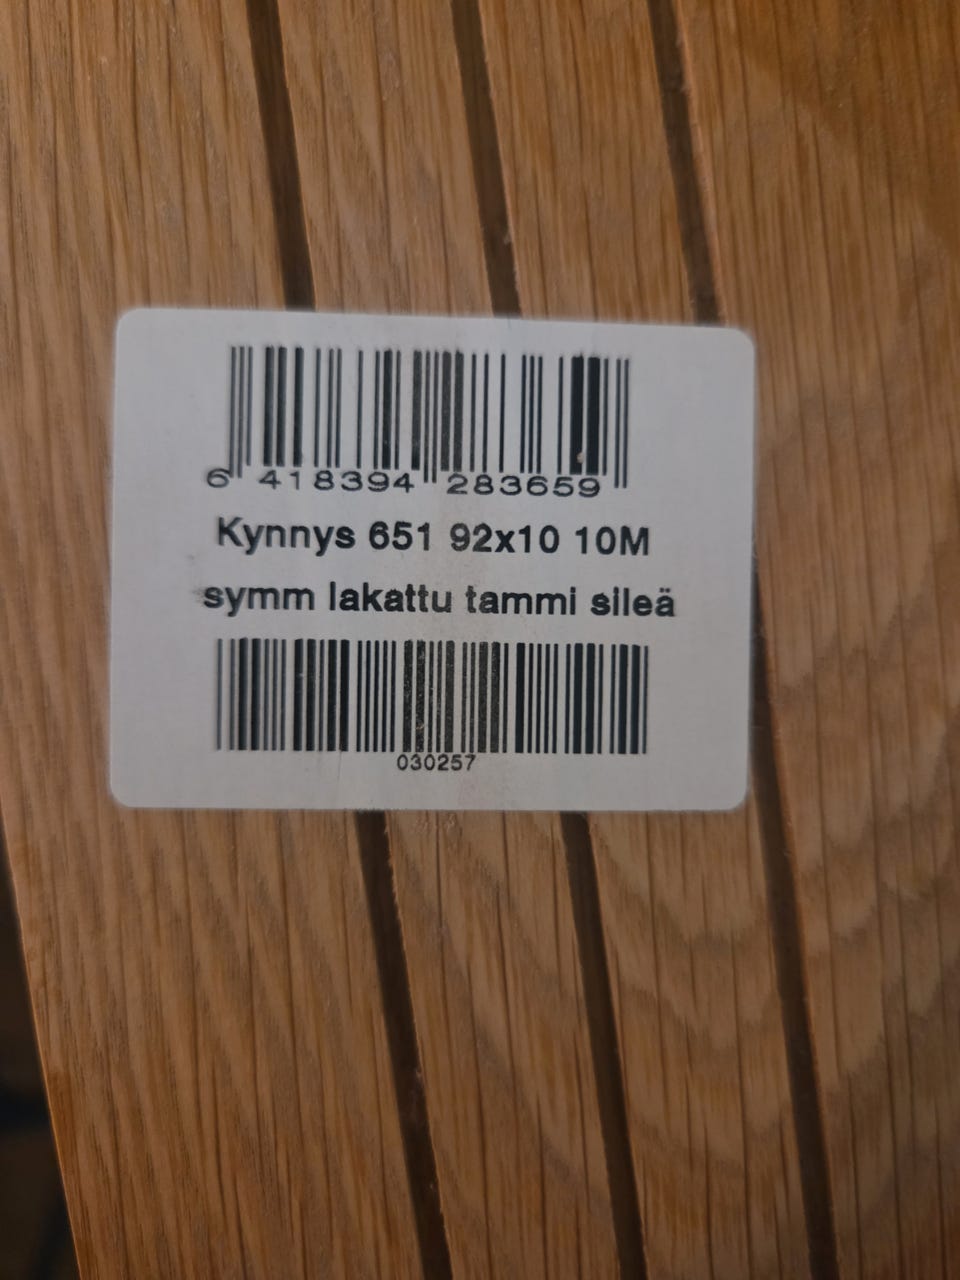 6 418394 283659
Kynnys 651 92x10 10M
symm lakattu tammi sileä
030257